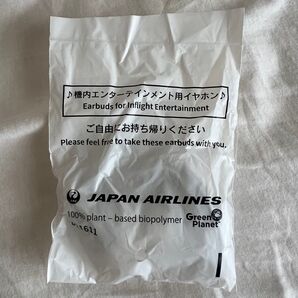 ♪機内エンターテインメント用イヤホン♪
Earbuds for Inflight Entertainment
ご自由にお持ち帰りください
Please feel free to take these earbuds with you.
JAPAN AIRLINES
100% plant – based biopolymer
Green Planet